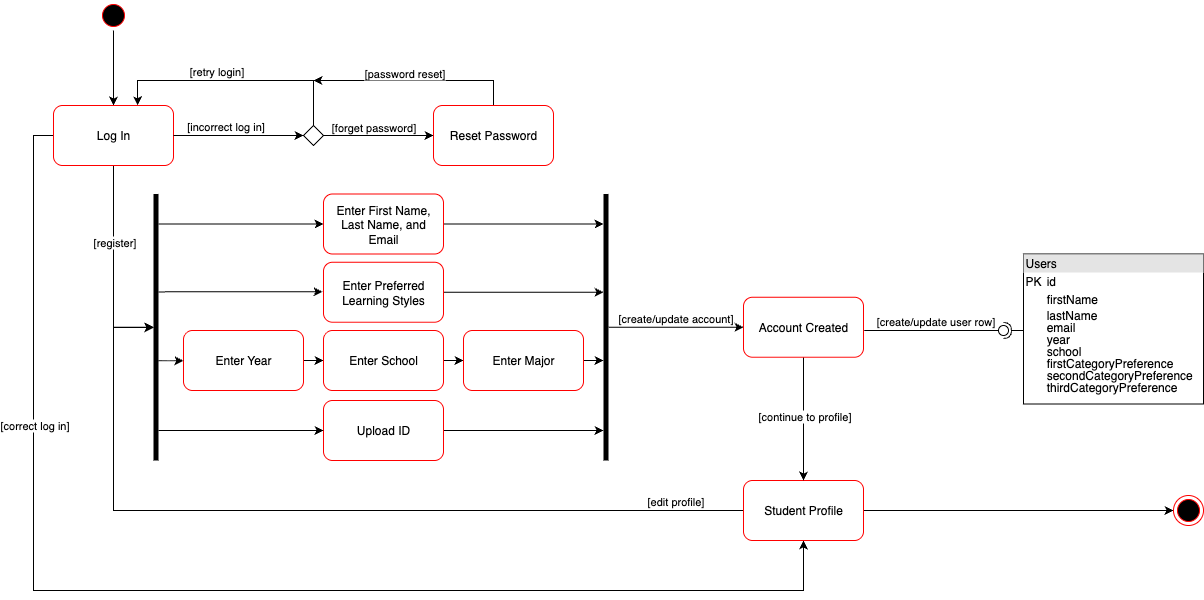 [retry login]
[password reset]
Log In
[incorrect log in]
[forget password]
Reset Password
Enter First Name,
Last Name, and
Email
[register]
Enter Preferred
Learning Styles
Enter Year
Enter School
Enter Major
Upload ID
[create/update account]
Account Created
[create/update user row]
Users
PK id
firstName
lastName
email
year
school
firstCategoryPreference
secondCategoryPreference
thirdCategoryPreference
[correct log in]
[continue to profile]
[edit profile]
Student Profile